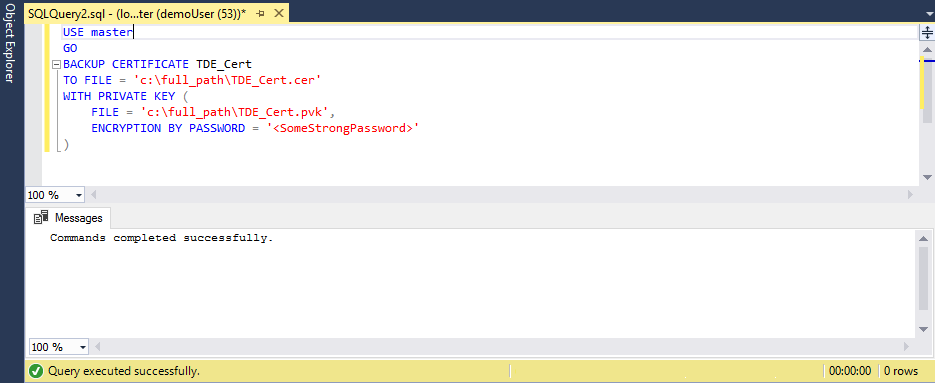 Object Explorer
SQLQuery2.sql - (lo...ter (demoUser (53))*
USE master
GO
BACKUP CERTIFICATE TDE_Cert
TO FILE = 'c:\full_path\TDE_Cert.cer'
WITH PRIVATE KEY (
    FILE = 'c:\full_path\TDE_Cert.pvk',
    ENCRYPTION BY PASSWORD = '<SomeStrongPassword>'
)
100 %
Messages
Commands completed successfully.
100 %
Query executed successfully. 00:00:00 0 rows